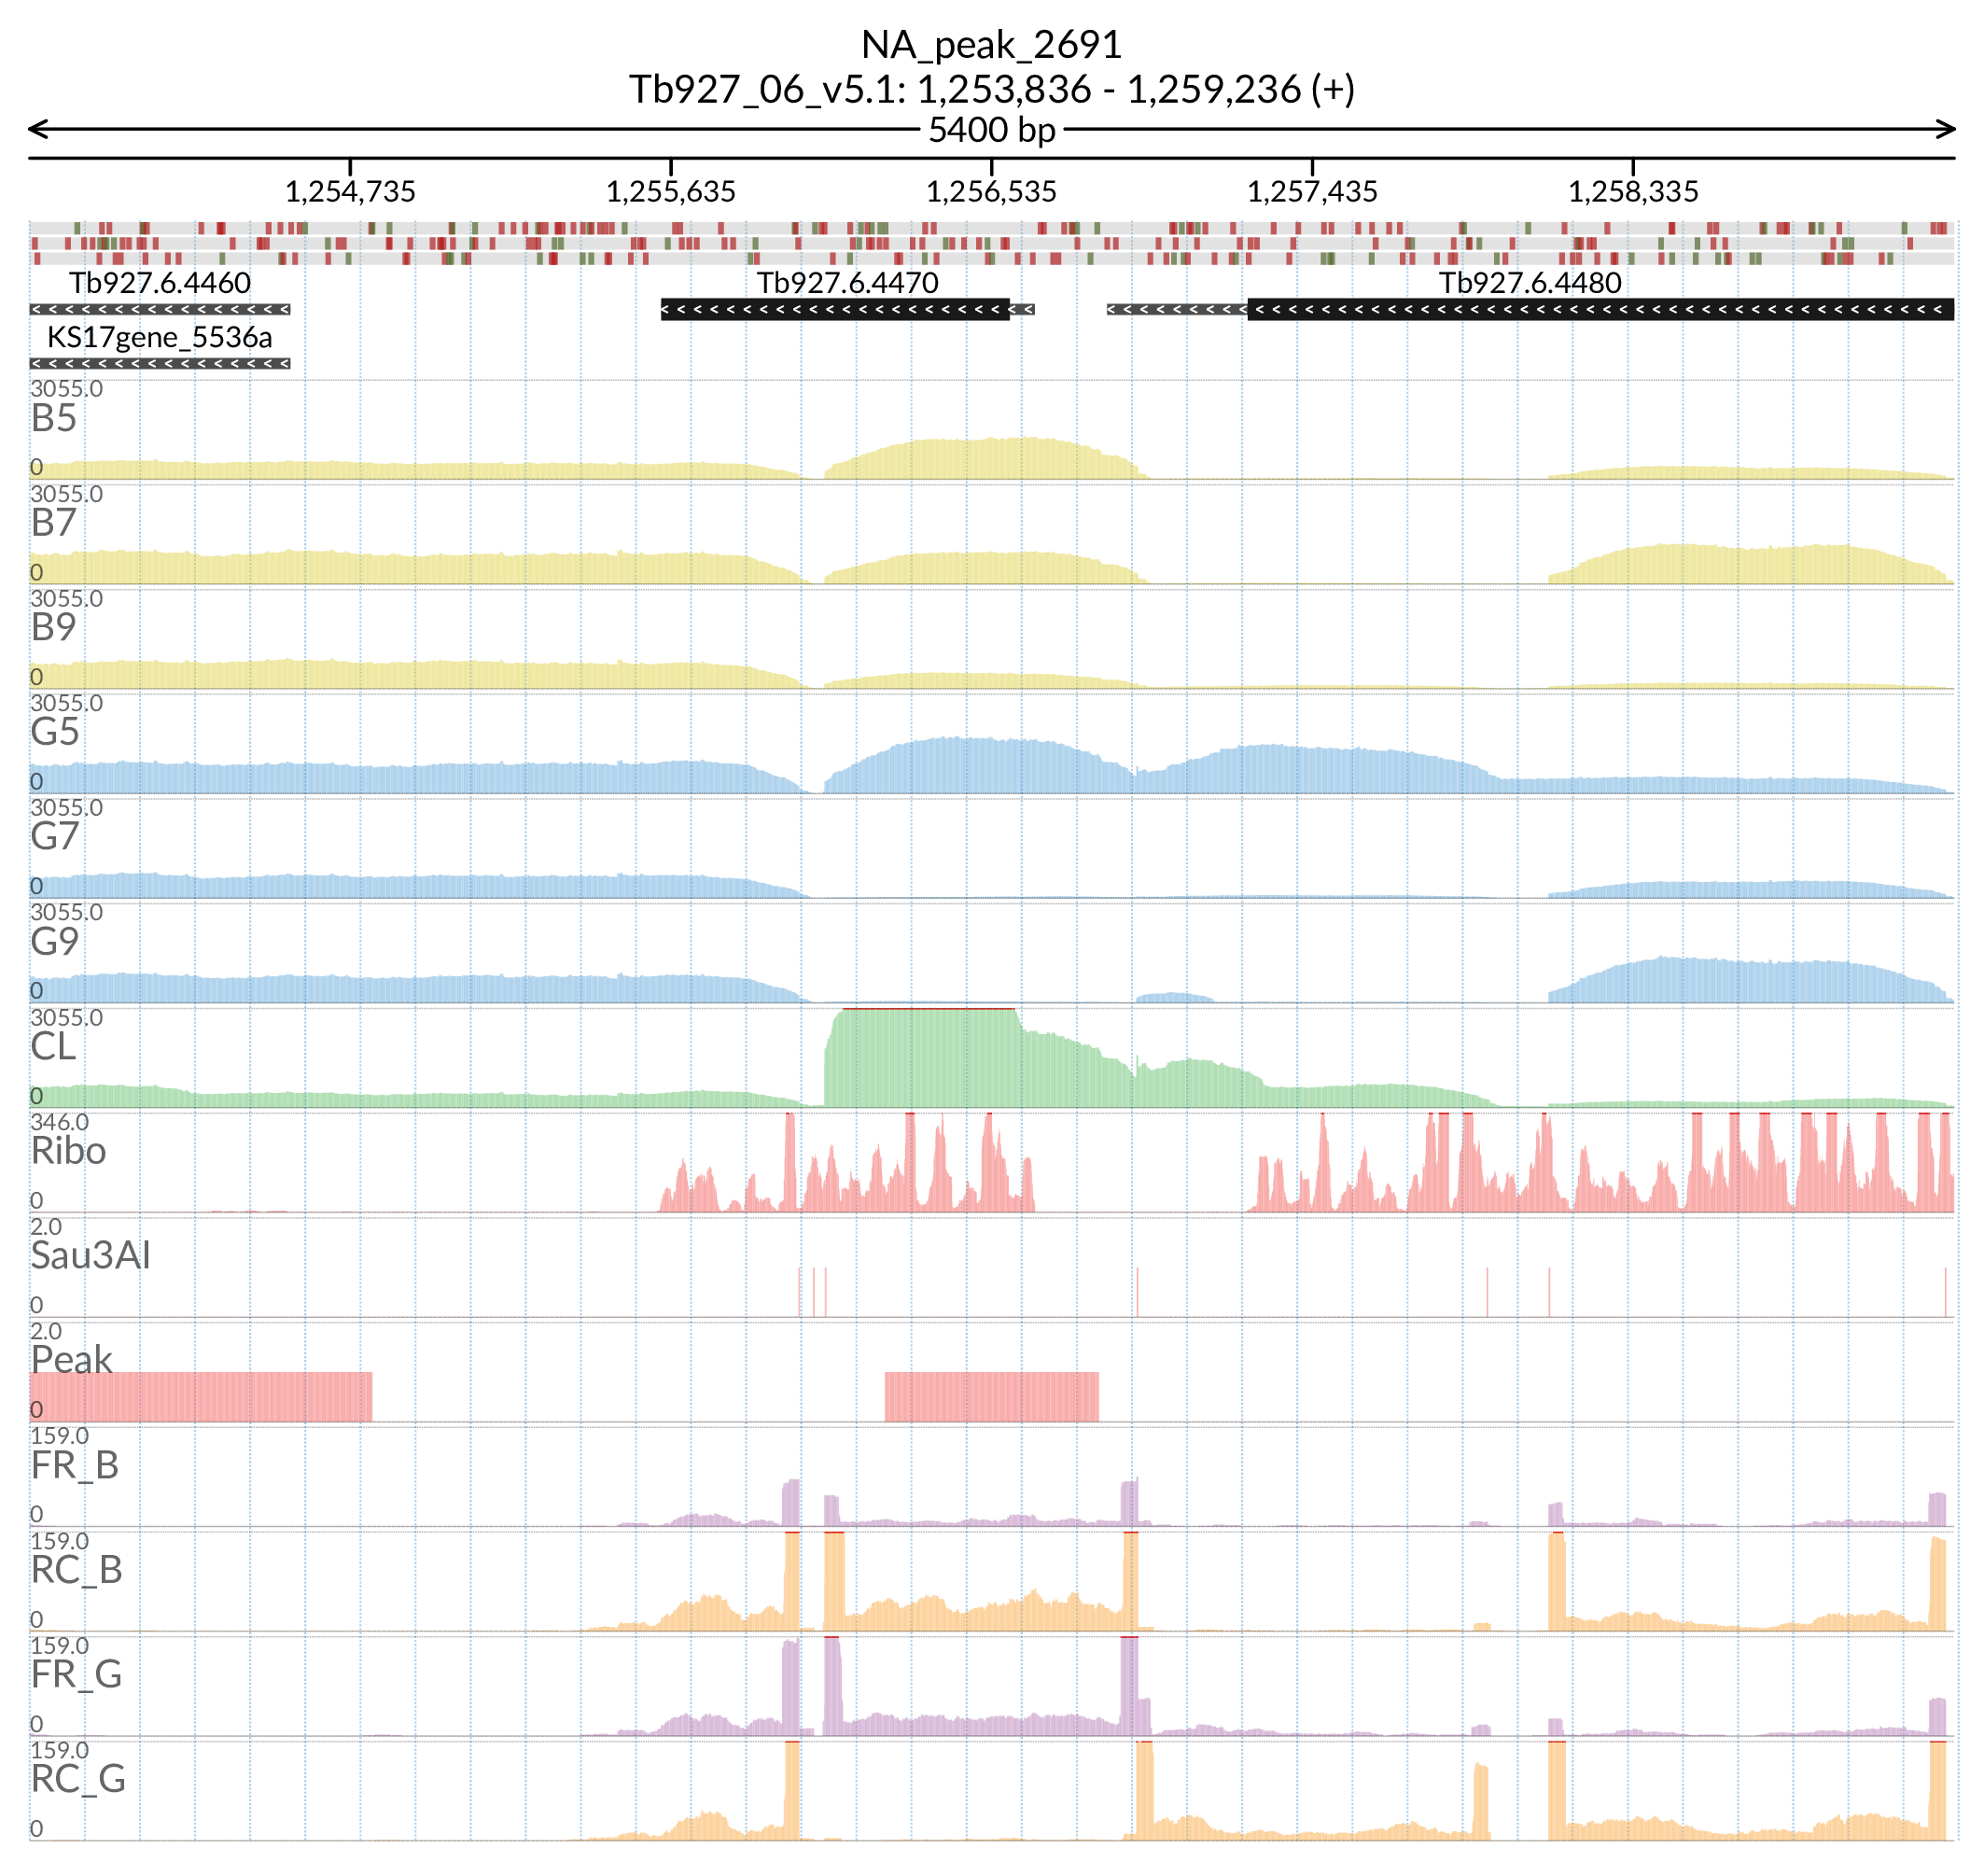 NA_peak_2691
Tb927_06_v5.1: 1,253,836 - 1,259,236 (+)
5400 bp
1,254,735 1,255,635 1,256,535 1,257,435 1,258,335
Tb927.6.4460 Tb927.6.4470 Tb927.6.4480
KS17gene_5536a
3055.0
B5
0
3055.0
B7
0
3055.0
B9
0
3055.0
G5
0
3055.0
G7
0
3055.0
G9
0
3055.0
CL
0
346.0
Ribo
0
2.0
Sau3AI
0
2.0
Peak
0
159.0
FR_B
0
159.0
RC_B
0
159.0
FR_G
0
159.0
RC_G
0